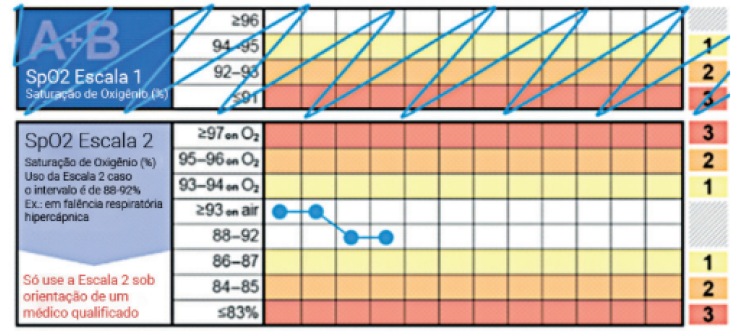 A+B
SpO2 Escala 1
Saturação de Oxigênio (%)
≥96
94–95
1
92–93
2
≤91
3
SpO2 Escala 2
Saturação de Oxigênio (%)
Uso da Escala 2 caso
o intervalo é de 88-92%
Ex.: em falência respiratória
hipercápnica
Só use a Escala 2 sob
orientação de um
médico qualificado
≥97 on O₂
3
95–96 on O₂
2
93–94 on O₂
1
≥93 on air
88–92
86–87
1
84–85
2
≤83%
3